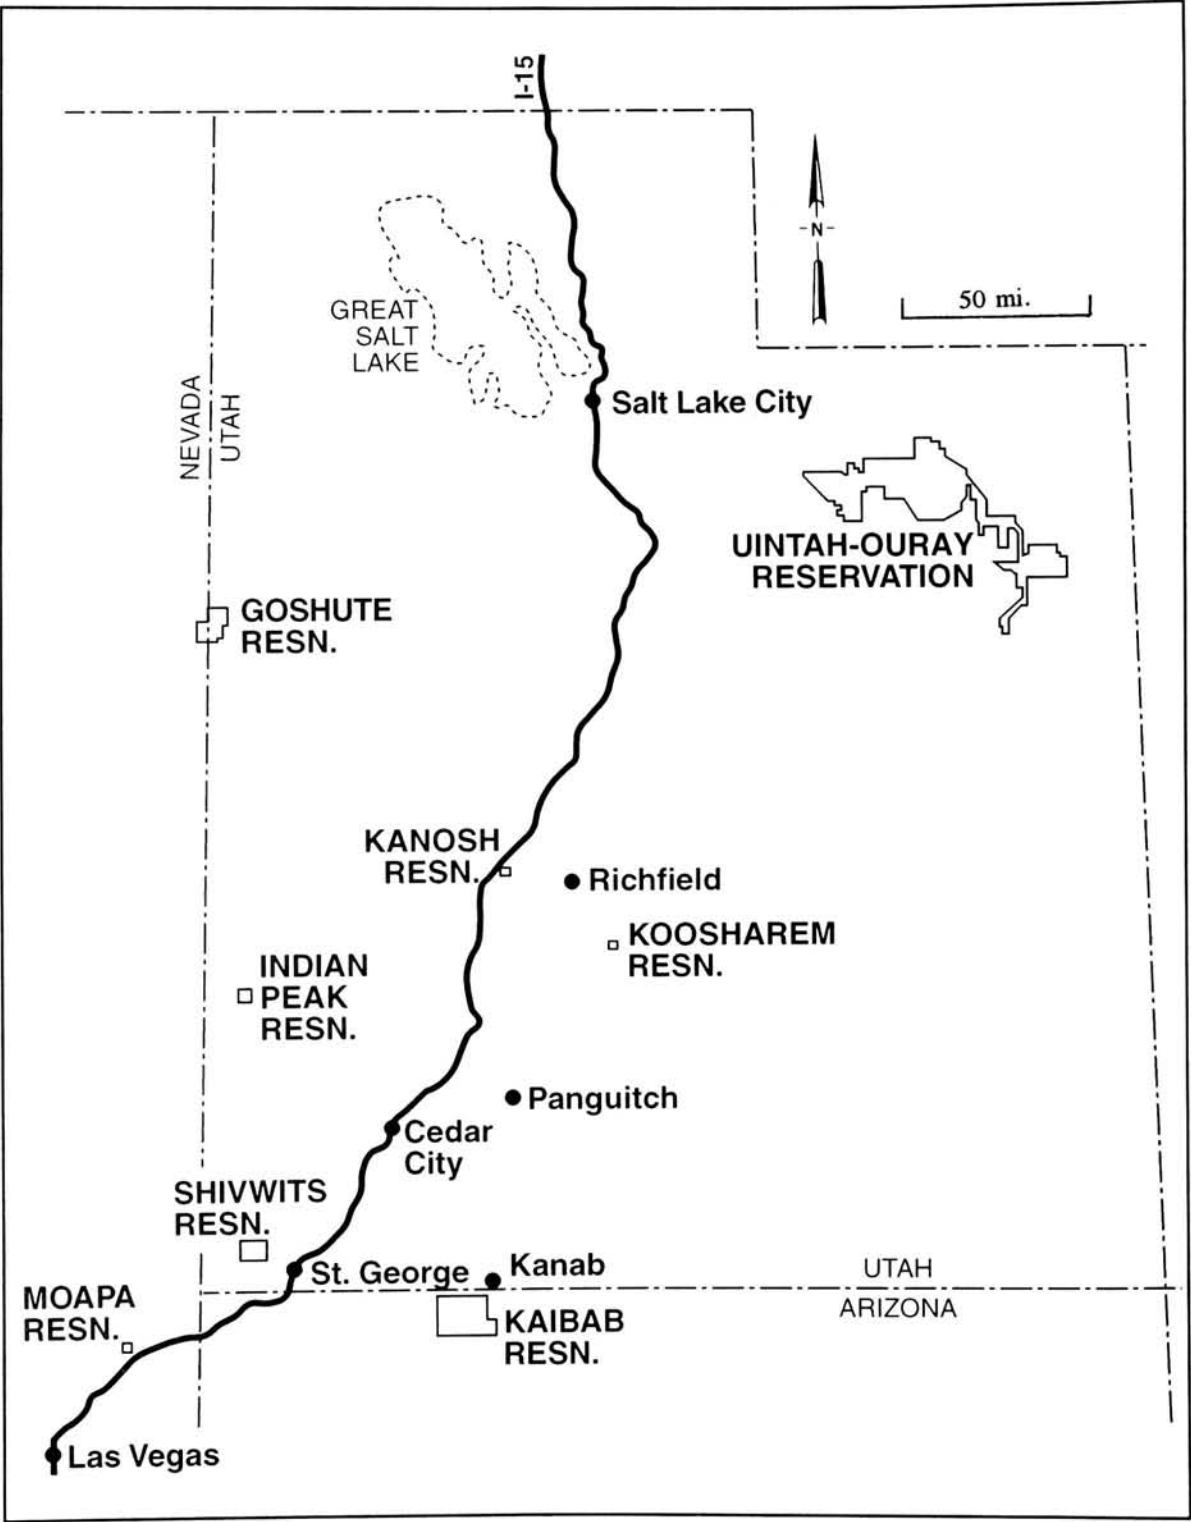 I-15
-N-
50 mi.
GREAT
SALT
LAKE
Salt Lake City
NEVADA
UTAH
UINTAH-OURAY
RESERVATION
GOSHUTE
RESN.
KANOSH
RESN.
Richfield
KOOSHAREM
RESN.
INDIAN
PEAK
RESN.
Panguitch
Cedar
City
SHIVWITS
RESN.
St. George
Kanab
UTAH
ARIZONA
MOAPA
RESN.
KAIBAB
RESN.
Las Vegas